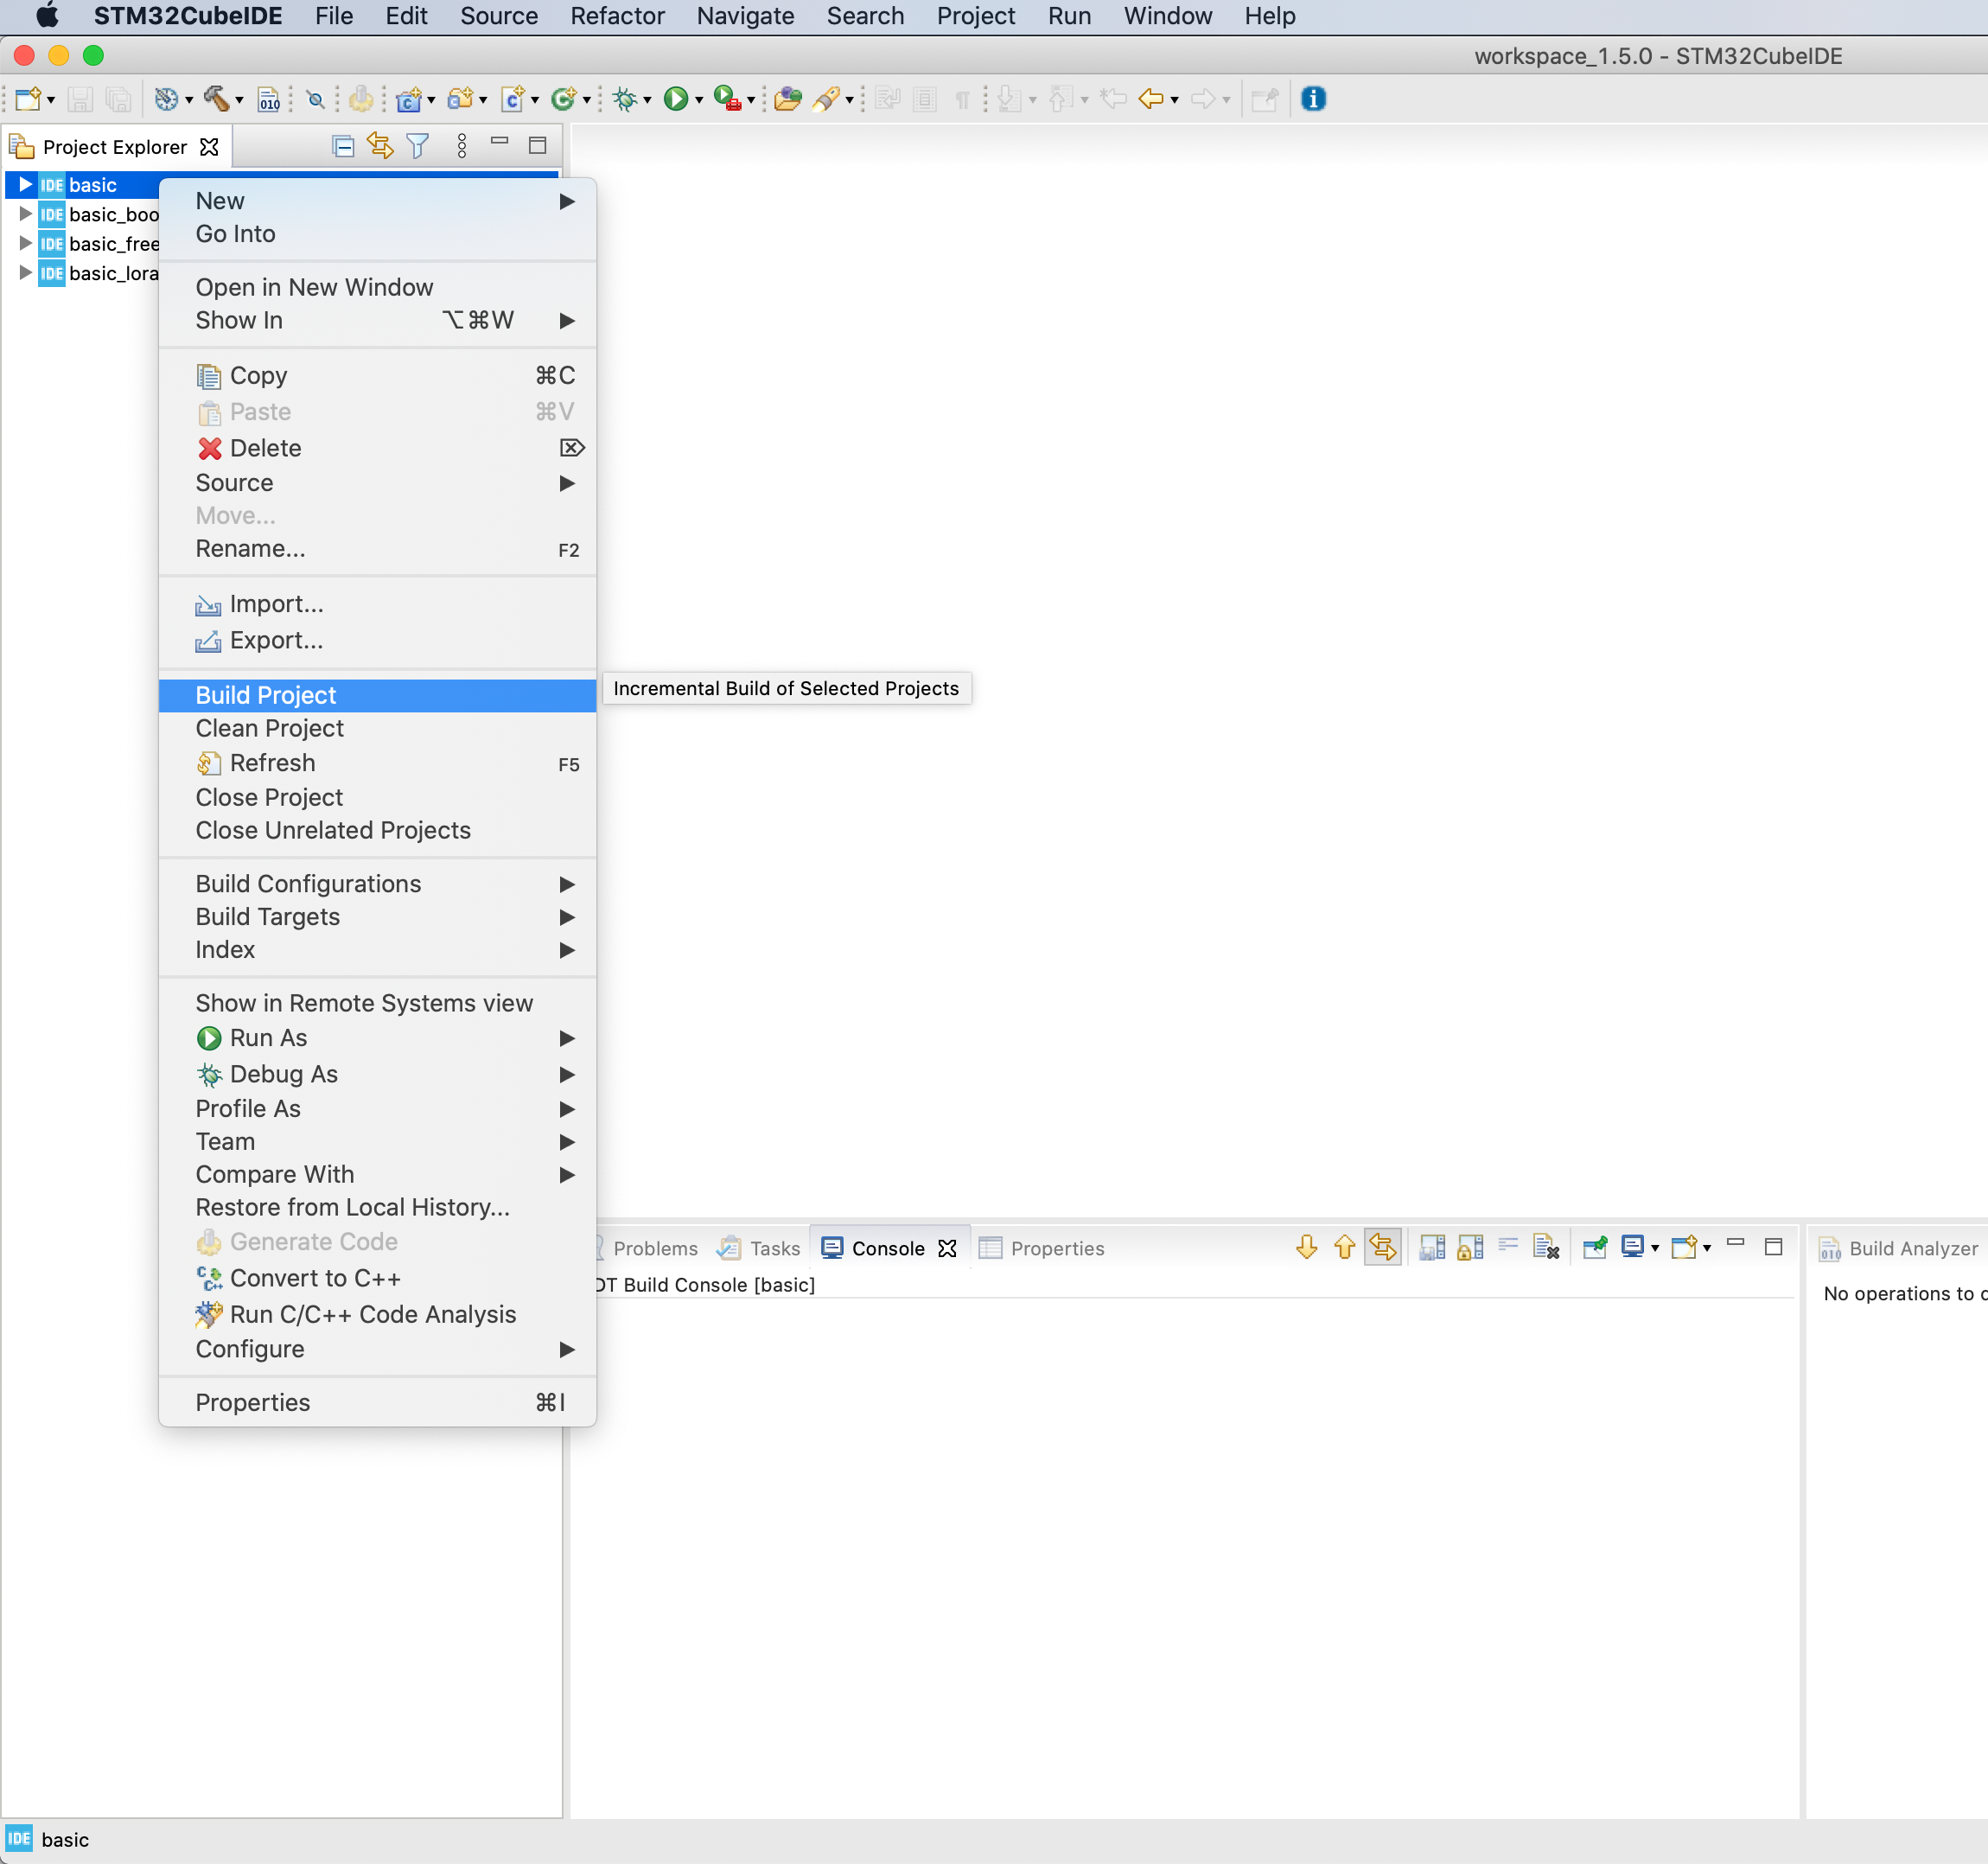 STM32CubeIDE File Edit Source Refactor Navigate Search Project Run Window Help
workspace_1.5.0 - STM32CubeIDE
010
Project Explorer
IDE basic
IDE basic_boo
IDE basic_free
IDE basic_lora
New
Go Into
Open in New Window
Show In ⌥⌘W
Copy ⌘C
Paste ⌘V
Delete ⌦
Source
Move...
Rename... F2
Import...
Export...
Build Project
Incremental Build of Selected Projects
Clean Project
Refresh F5
Close Project
Close Unrelated Projects
Build Configurations
Build Targets
Index
Show in Remote Systems view
Run As
Debug As
Profile As
Team
Compare With
Restore from Local History...
Generate Code
Convert to C++
Run C/C++ Code Analysis
Configure
Properties ⌘I
Problems Tasks Console Properties
DT Build Console [basic]
010 Build Analyzer
No operations to
IDE basic